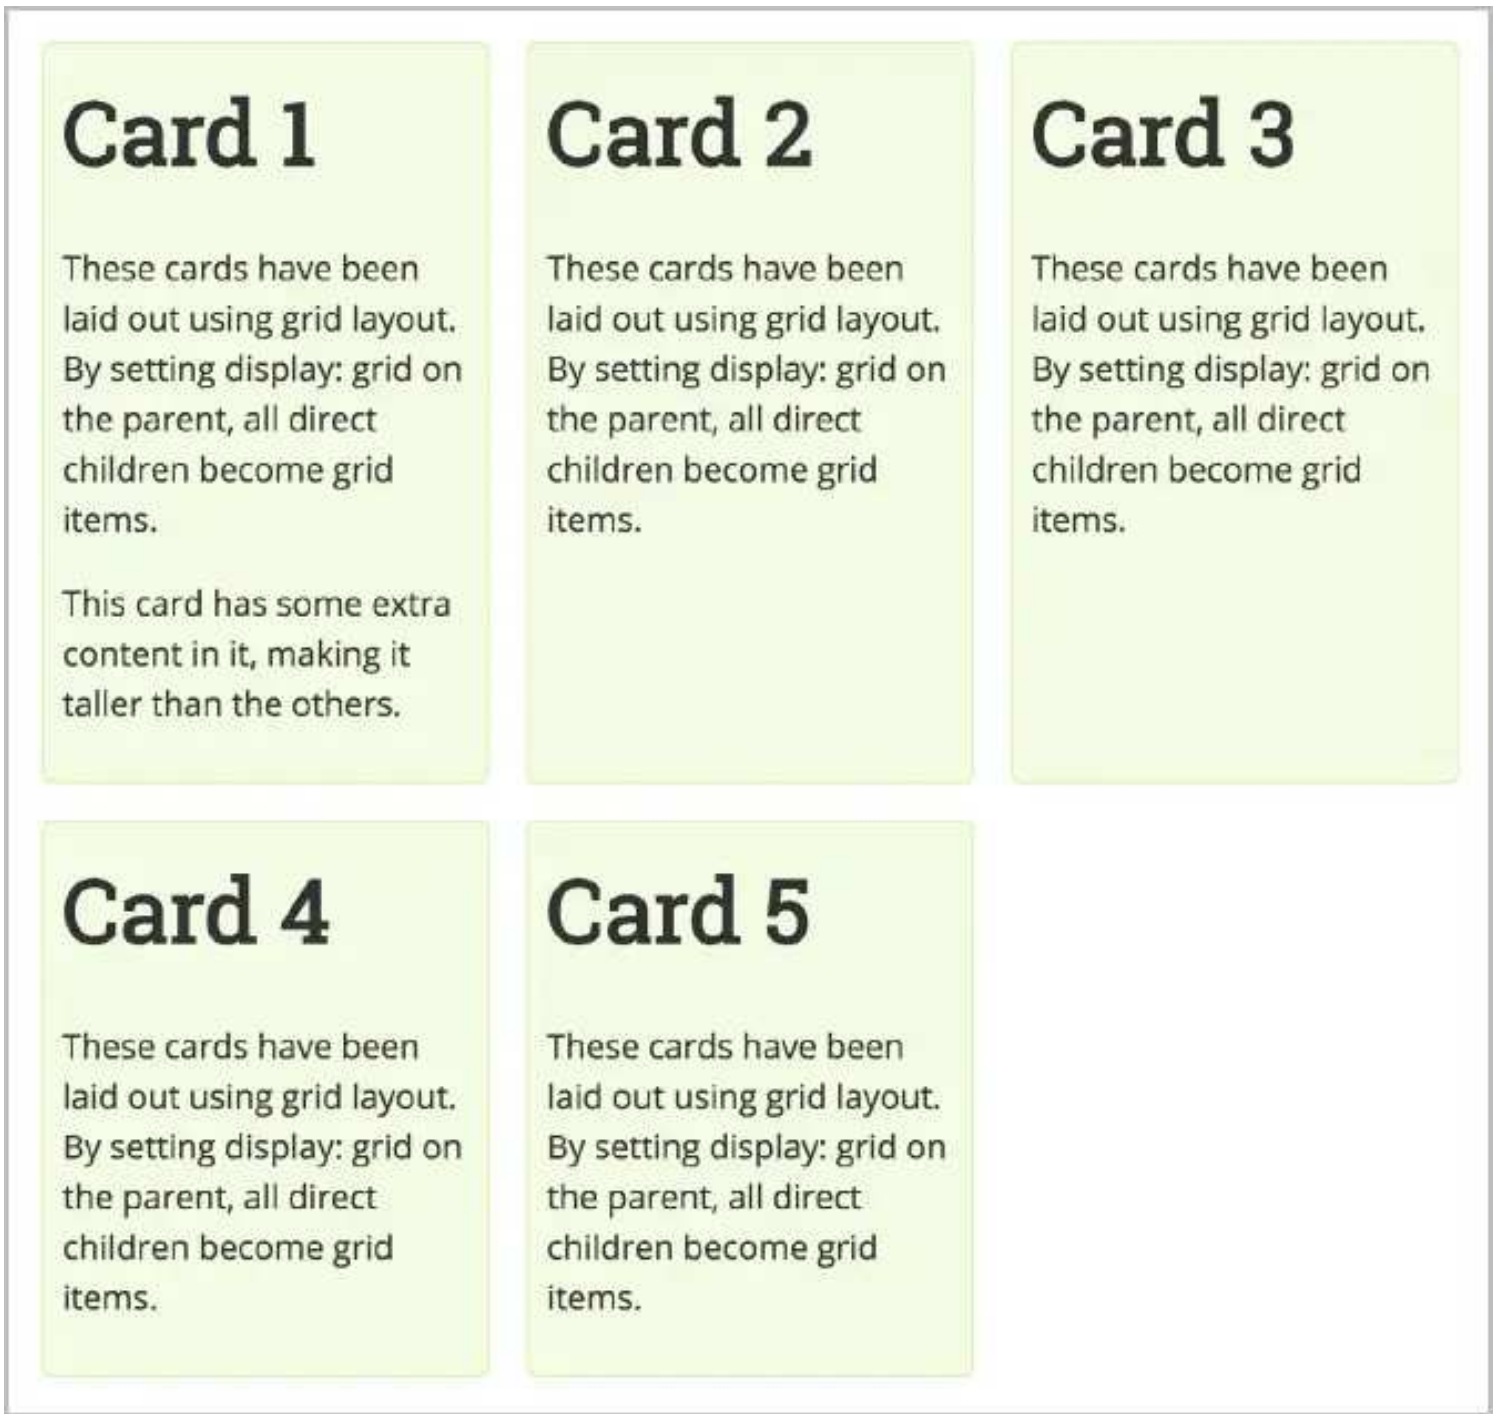 Card 1
These cards have been
laid out using grid layout.
By setting display: grid on
the parent, all direct
children become grid
items.
This card has some extra
content in it, making it
taller than the others.
Card 2
These cards have been
laid out using grid layout.
By setting display: grid on
the parent, all direct
children become grid
items.
Card 3
These cards have been
laid out using grid layout.
By setting display: grid on
the parent, all direct
children become grid
items.
Card 4
These cards have been
laid out using grid layout.
By setting display: grid on
the parent, all direct
children become grid
items.
Card 5
These cards have been
laid out using grid layout.
By setting display: grid on
the parent, all direct
children become grid
items.